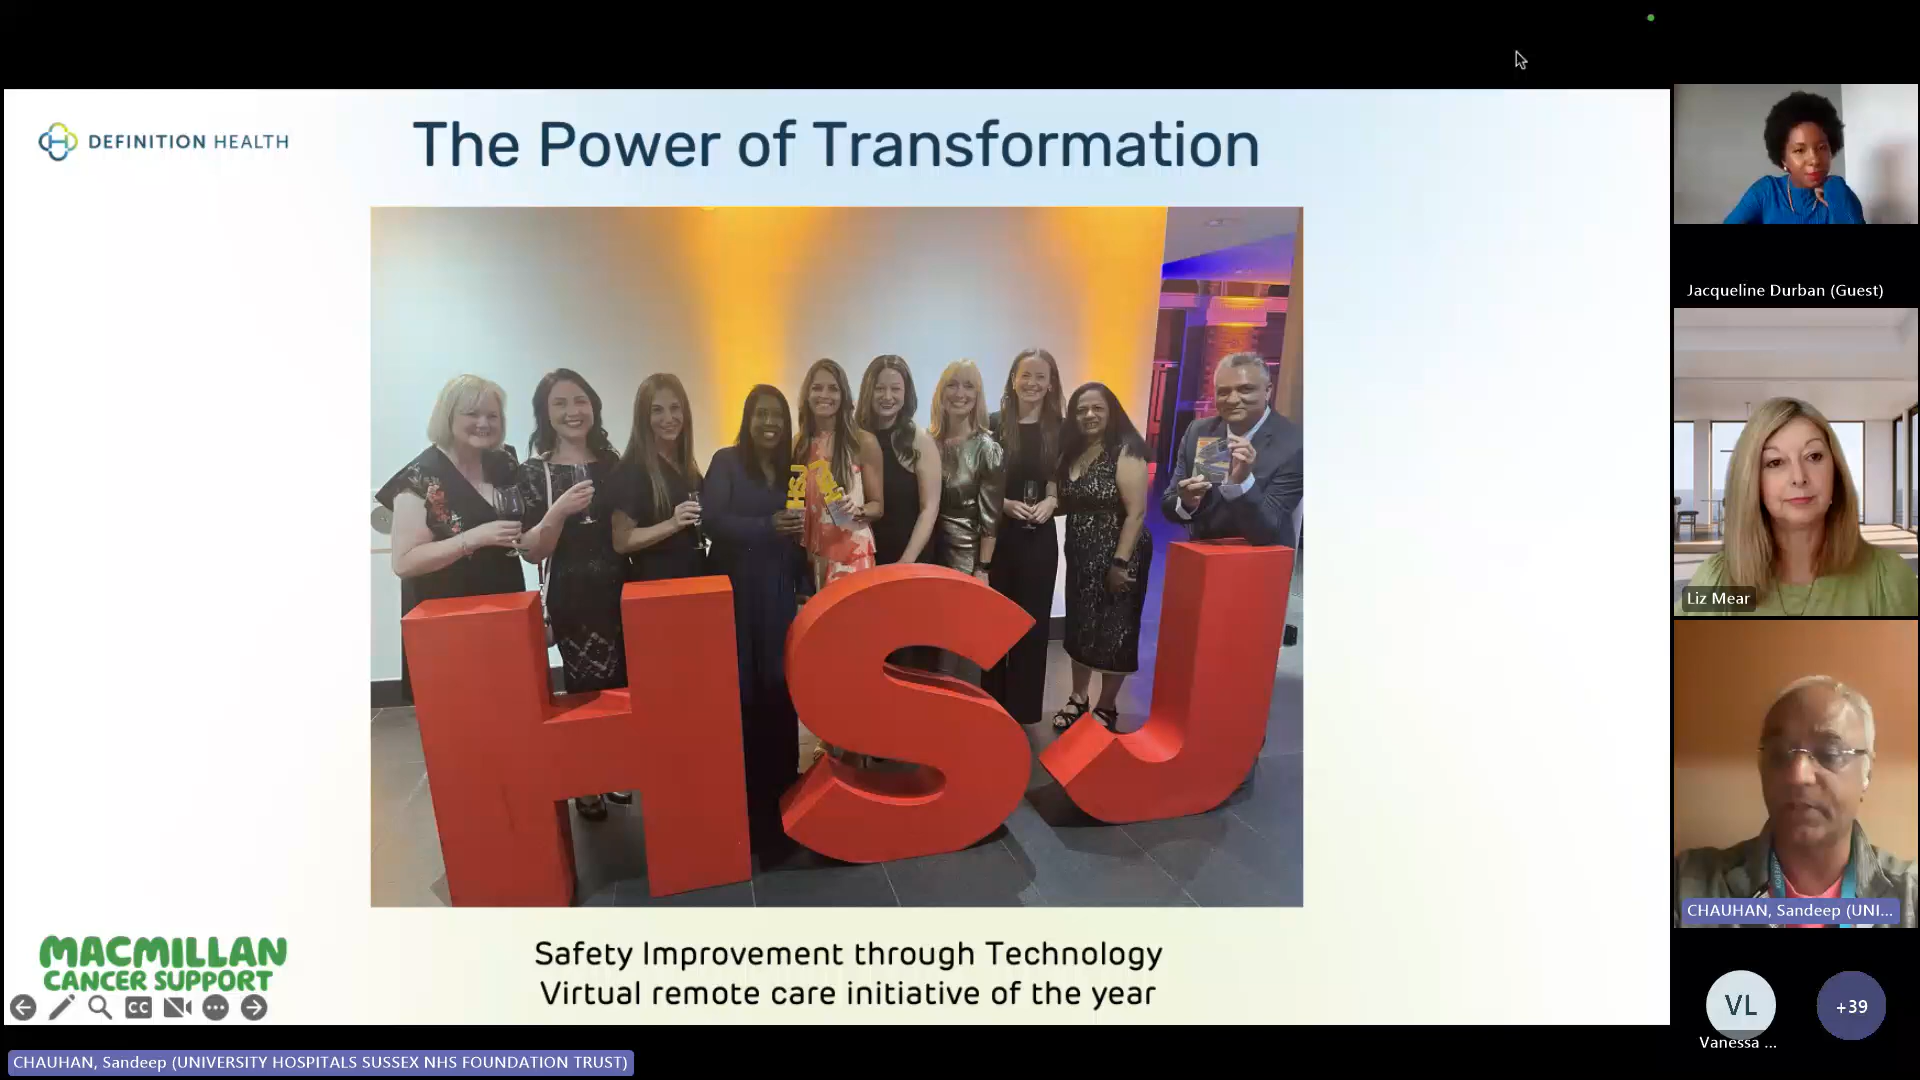 DEFINITION HEALTH
The Power of Transformation
HSJ
MACMILLAN
CANCER SUPPORT
Safety Improvement through Technology
Virtual remote care initiative of the year
CC
CHAUHAN, Sandeep (UNIVERSITY HOSPITALS SUSSEX NHS FOUNDATION TRUST)
Jacqueline Durban (Guest)
Liz Mear
CHAUHAN, Sandeep (UNI...
VL
+39
Vanessa ...